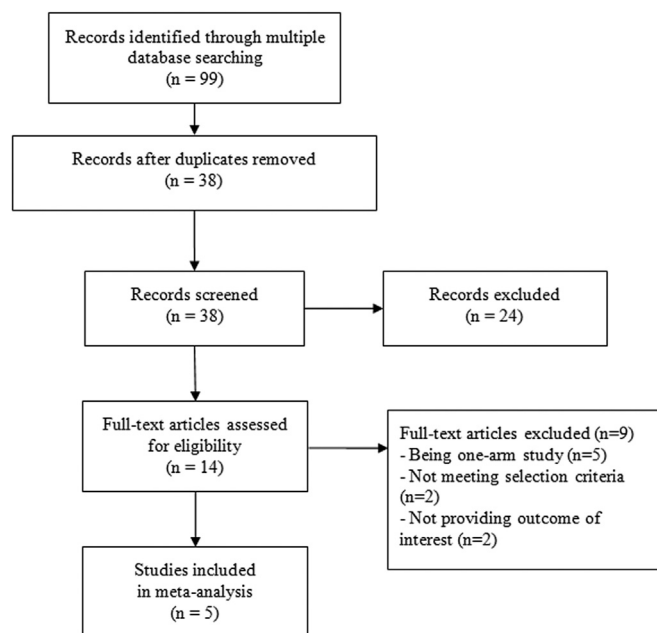 Records identified through multiple
database searching
(n = 99)
Records after duplicates removed
(n = 38)
Records screened
(n = 38)
Records excluded
(n = 24)
Full-text articles assessed
for eligibility
(n = 14)
Full-text articles excluded (n=9)
- Being one-arm study (n=5)
- Not meeting selection criteria
(n=2)
- Not providing outcome of
interest (n=2)
Studies included
in meta-analysis
(n = 5)